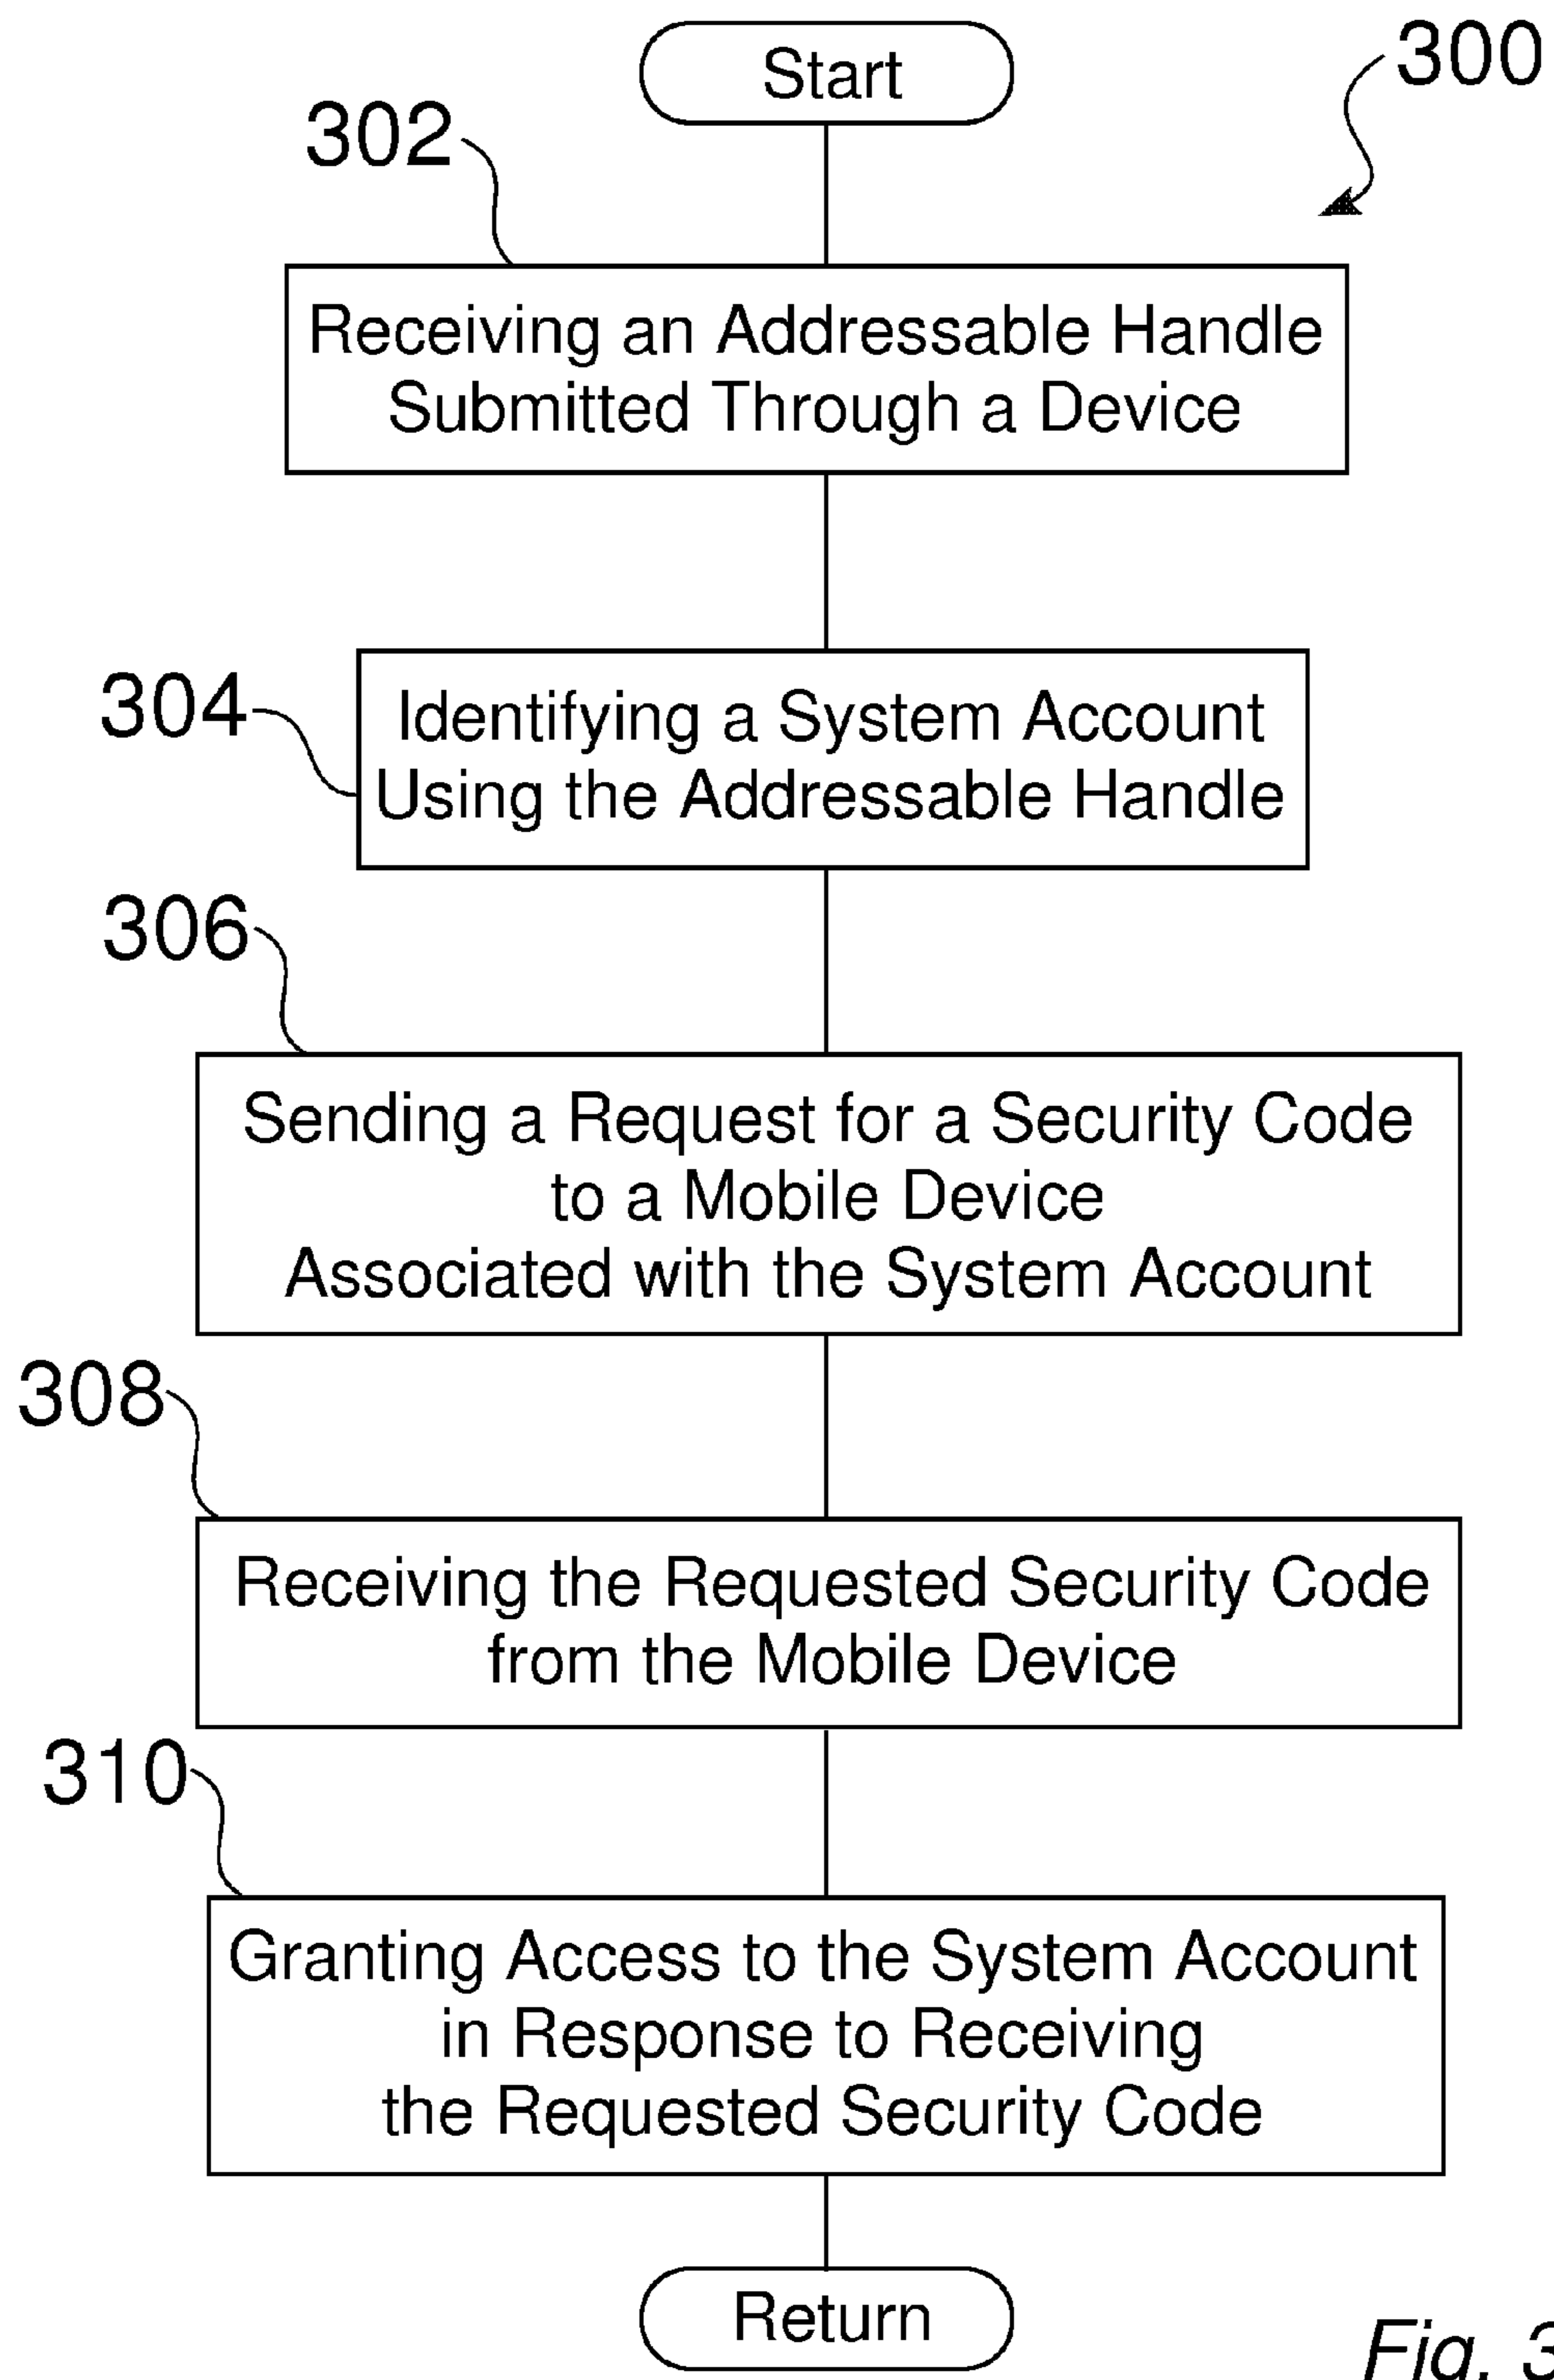 Start
300
302
Receiving an Addressable Handle
Submitted Through a Device
304
Identifying a System Account
Using the Addressable Handle
306
Sending a Request for a Security Code
to a Mobile Device
Associated with the System Account
308
Receiving the Requested Security Code
from the Mobile Device
310
Granting Access to the System Account
in Response to Receiving
the Requested Security Code
Return
Fig. 3